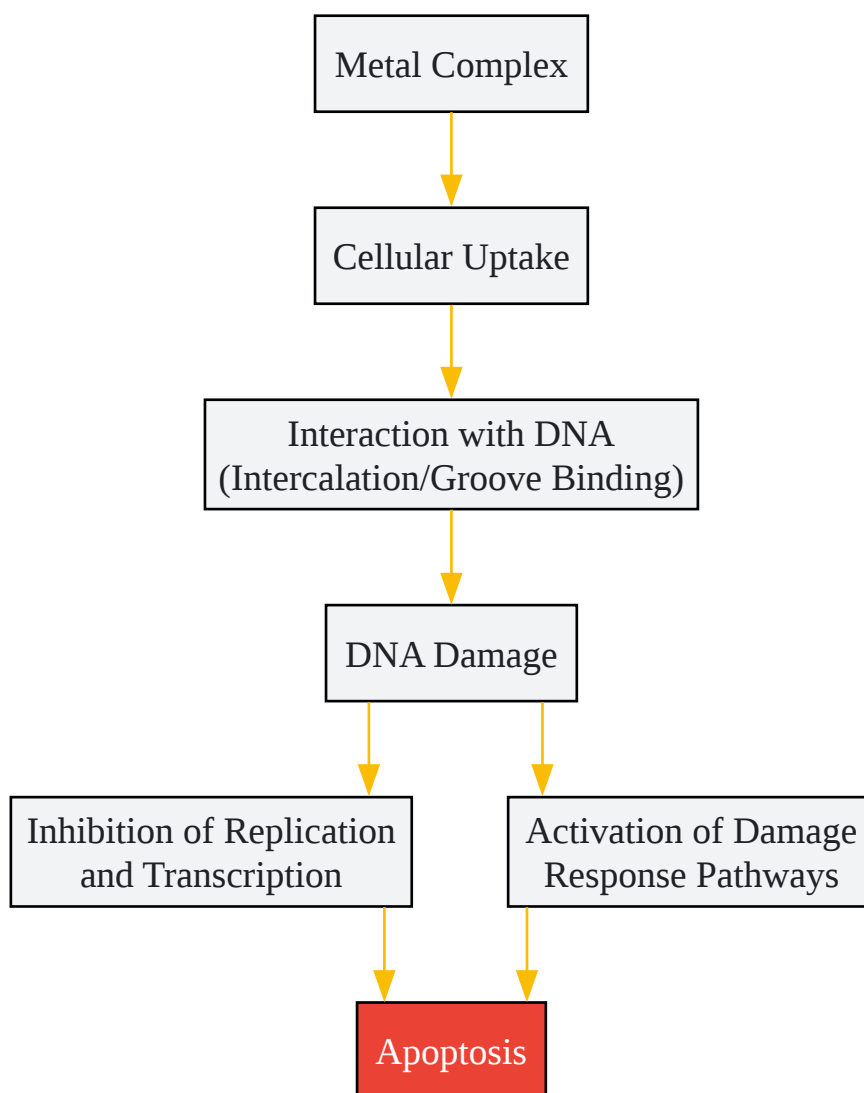 Metal Complex
Cellular Uptake
Interaction with DNA
(Intercalation/Groove Binding)
DNA Damage
Inhibition of Replication
and Transcription
Activation of Damage
Response Pathways
Apoptosis